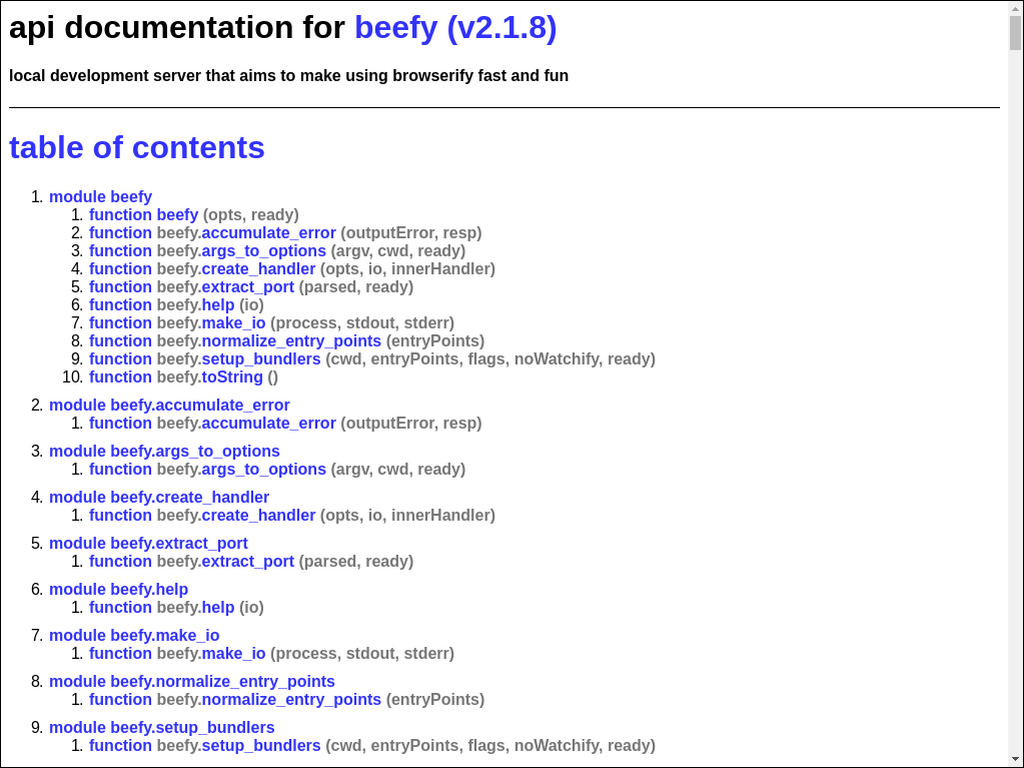 api documentation for beefy (v2.1.8)
local development server that aims to make using browserify fast and fun
table of contents
1. module beefy
1. function beefy (opts, ready)
2. function beefy.accumulate_error (outputError, resp)
3. function beefy.args_to_options (argv, cwd, ready)
4. function beefy.create_handler (opts, io, innerHandler)
5. function beefy.extract_port (parsed, ready)
6. function beefy.help (io)
7. function beefy.make_io (process, stdout, stderr)
8. function beefy.normalize_entry_points (entryPoints)
9. function beefy.setup_bundlers (cwd, entryPoints, flags, noWatchify, ready)
10. function beefy.toString ()
2. module beefy.accumulate_error
1. function beefy.accumulate_error (outputError, resp)
3. module beefy.args_to_options
1. function beefy.args_to_options (argv, cwd, ready)
4. module beefy.create_handler
1. function beefy.create_handler (opts, io, innerHandler)
5. module beefy.extract_port
1. function beefy.extract_port (parsed, ready)
6. module beefy.help
1. function beefy.help (io)
7. module beefy.make_io
1. function beefy.make_io (process, stdout, stderr)
8. module beefy.normalize_entry_points
1. function beefy.normalize_entry_points (entryPoints)
9. module beefy.setup_bundlers
1. function beefy.setup_bundlers (cwd, entryPoints, flags, noWatchify, ready)